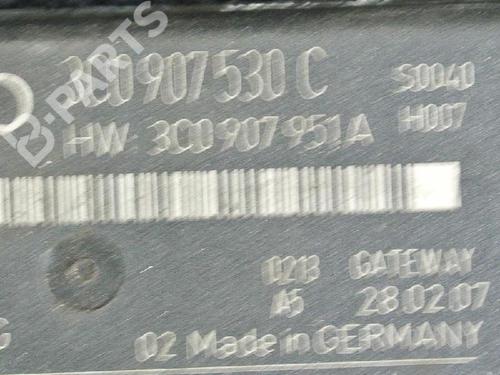 B-PARTS
3C0 907 530 C S0040
HW 3C0 907 951 A H007
0213 GATEWAY
A5 28.02.07
G
02 Made in GERMANY